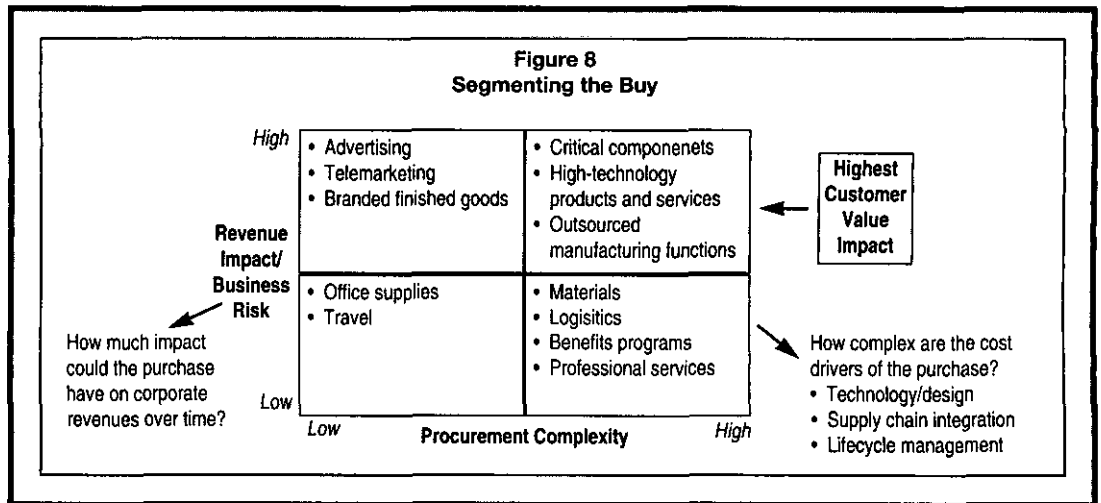 Figure 8
Segmenting the Buy
High
• Advertising
• Telemarketing
• Branded finished goods
• Critical componenets
• High-technology
products and services
• Outsourced
manufacturing functions
Highest
Customer
Value
Impact
Revenue
Impact/
Business
Risk
• Office supplies
• Travel
• Materials
• Logisitics
• Benefits programs
• Professional services
How much impact
could the purchase
have on corporate
revenues over time?
How complex are the cost
drivers of the purchase?
• Technology/design
• Supply chain integration
• Lifecycle management
Low
Low
Procurement Complexity
High